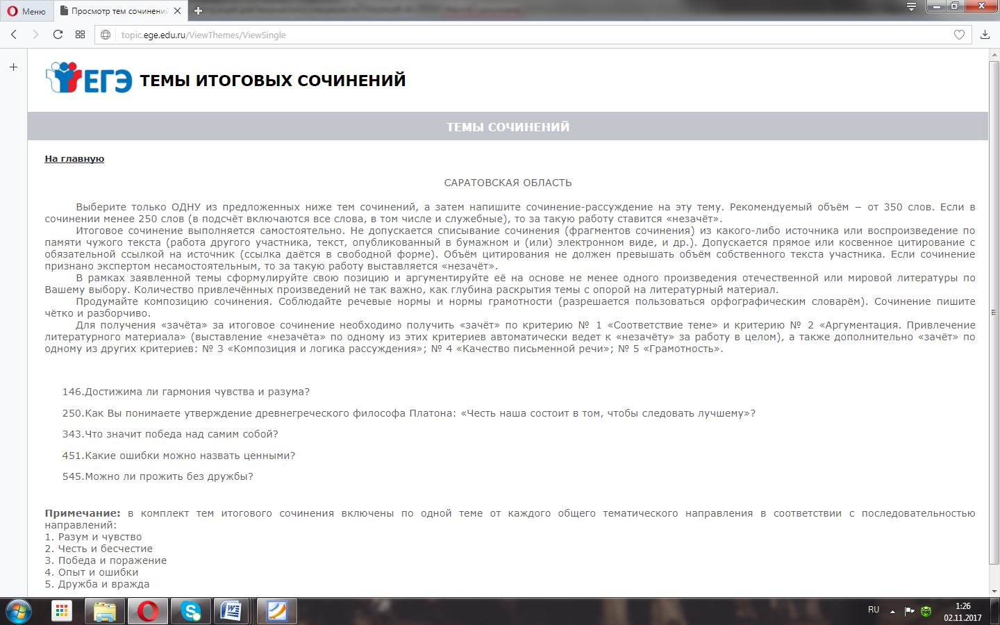 Меню
Просмотр тем сочинений
topic.ege.edu.ru/ViewThemes/ViewSingle
ЕГЭ ТЕМЫ ИТОГОВЫХ СОЧИНЕНИЙ
ТЕМЫ СОЧИНЕНИЙ
На главную
САРАТОВСКАЯ ОБЛАСТЬ
Выберите только ОДНУ из предложенных ниже тем сочинений, а затем напишите сочинение-рассуждение на эту тему. Рекомендуемый объём – от 350 слов. Если в
сочинении менее 250 слов (в подсчёт включаются все слова, в том числе и служебные), то за такую работу ставится «незачёт».
Итоговое сочинение выполняется самостоятельно. Не допускается списывание сочинения (фрагментов сочинения) из какого-либо источника или воспроизведение по
памяти чужого текста (работа другого участника, текст, опубликованный в бумажном и (или) электронном виде, и др.). Допускается прямое или косвенное цитирование с
обязательной ссылкой на источник (ссылка даётся в свободной форме). Объём цитирования не должен превышать объём собственного текста участника. Если сочинение
признано экспертом несамостоятельным, то за такую работу выставляется «незачёт».
В рамках заявленной темы сформулируйте свою позицию и аргументируйте её на основе не менее одного произведения отечественной или мировой литературы по
Вашему выбору. Количество привлечённых произведений не так важно, как глубина раскрытия темы с опорой на литературный материал.
Продумайте композицию сочинения. Соблюдайте речевые нормы и нормы грамотности (разрешается пользоваться орфографическим словарём). Сочинение пишите
чётко и разборчиво.
Для получения «зачёта» за итоговое сочинение необходимо получить «зачёт» по критерию № 1 «Соответствие теме» и критерию № 2 «Аргументация. Привлечение
литературного материала» (выставление «незачёта» по одному из этих критериев автоматически ведет к «незачёту» за работу в целом), а также дополнительно «зачёт» по
одному из других критериев: № 3 «Композиция и логика рассуждения»; № 4 «Качество письменной речи»; № 5 «Грамотность».
146.Достижима ли гармония чувства и разума?
250.Как Вы понимаете утверждение древнегреческого философа Платона: «Честь наша состоит в том, чтобы следовать лучшему»?
343.Что значит победа над самим собой?
451.Какие ошибки можно назвать ценными?
545.Можно ли прожить без дружбы?
Примечание: в комплект тем итогового сочинения включены по одной теме от каждого общего тематического направления в соответствии с последовательностью
направлений:
1. Разум и чувство
2. Честь и бесчестие
3. Победа и поражение
4. Опыт и ошибки
5. Дружба и вражда
RU
1:26
02.11.2017